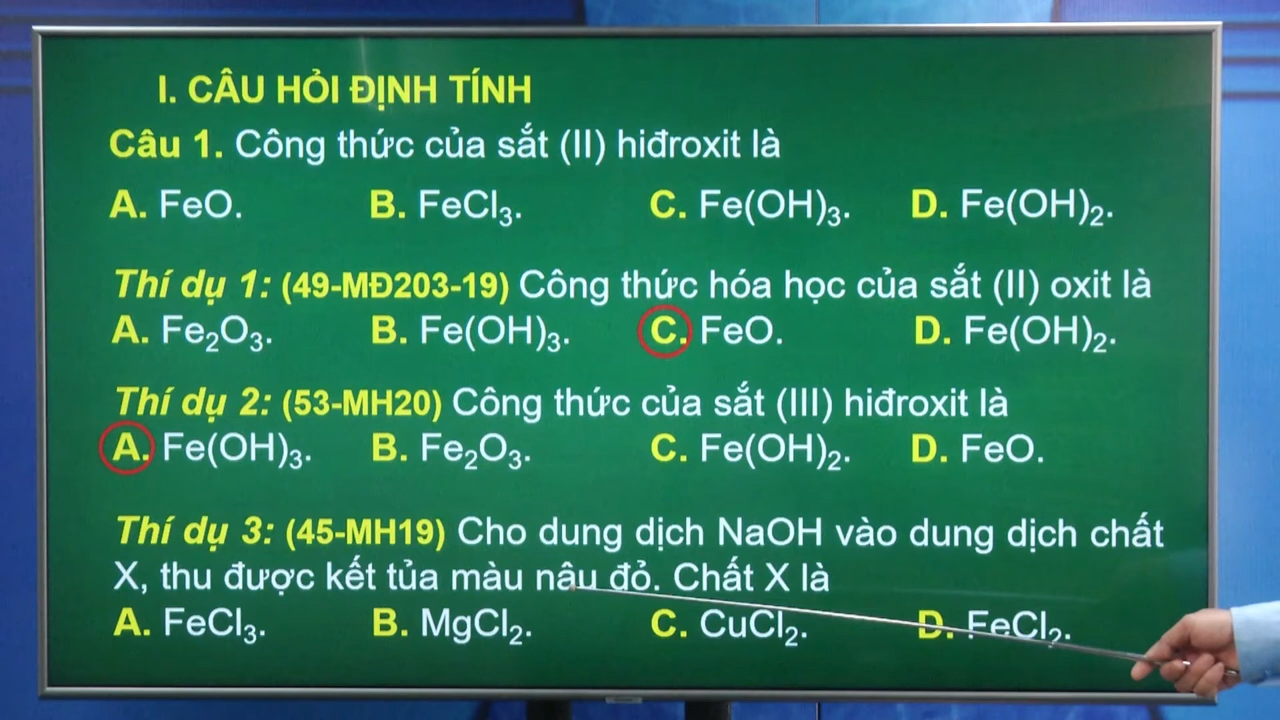 I. CÂU HỎI ĐỊNH TÍNH
Câu 1. Công thức của sắt (II) hiđroxit là
A. FeO. B. FeCl₃. C. Fe(OH)₃. D. Fe(OH)₂.
Thí dụ 1: (49-MĐ203-19) Công thức hóa học của sắt (II) oxit là
A. Fe₂O₃. B. Fe(OH)₃. C. FeO. D. Fe(OH)₂.
Thí dụ 2: (53-MH20) Công thức của sắt (III) hiđroxit là
A. Fe(OH)₃. B. Fe₂O₃. C. Fe(OH)₂. D. FeO.
Thí dụ 3: (45-MH19) Cho dung dịch NaOH vào dung dịch chất
X, thu được kết tủa màu nâu đỏ. Chất X là
A. FeCl₃. B. MgCl₂. C. CuCl₂. D. FeCl₂.